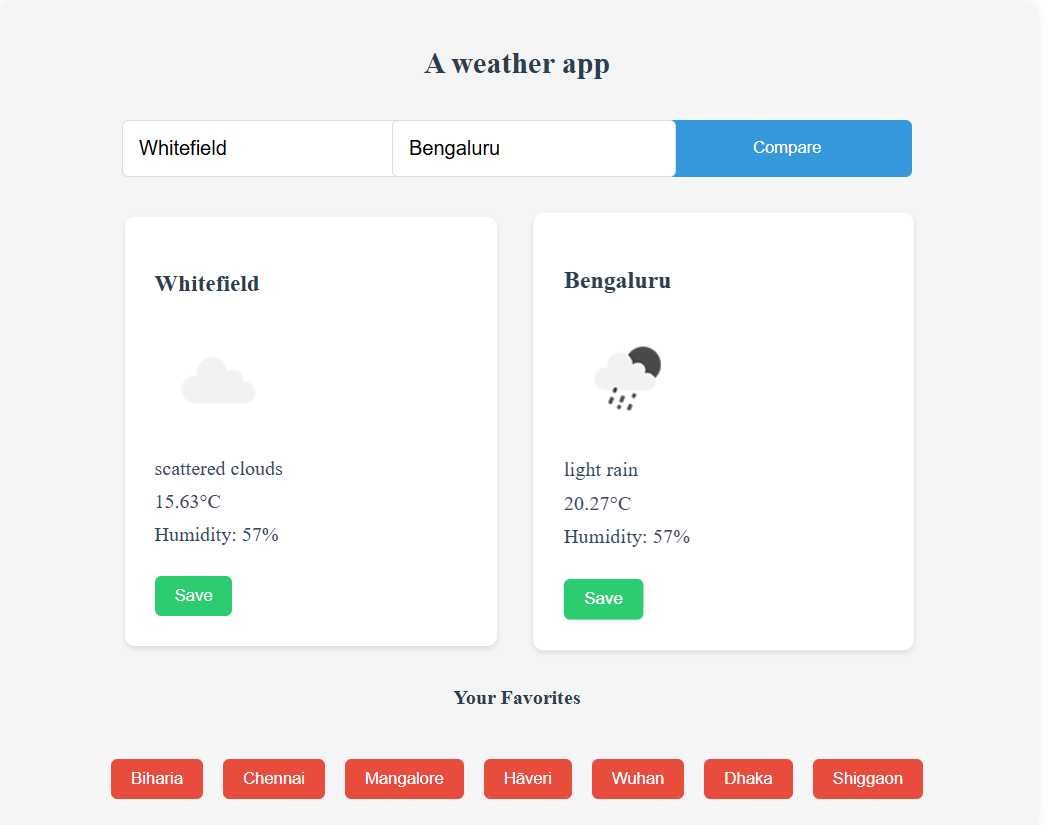 A weather app
Whitefield
Bengaluru
Compare
Whitefield
scattered clouds
15.63°C
Humidity: 57%
Save
Bengaluru
light rain
20.27°C
Humidity: 57%
Save
Your Favorites
Biharia
Chennai
Mangalore
Hāveri
Wuhan
Dhaka
Shiggaon